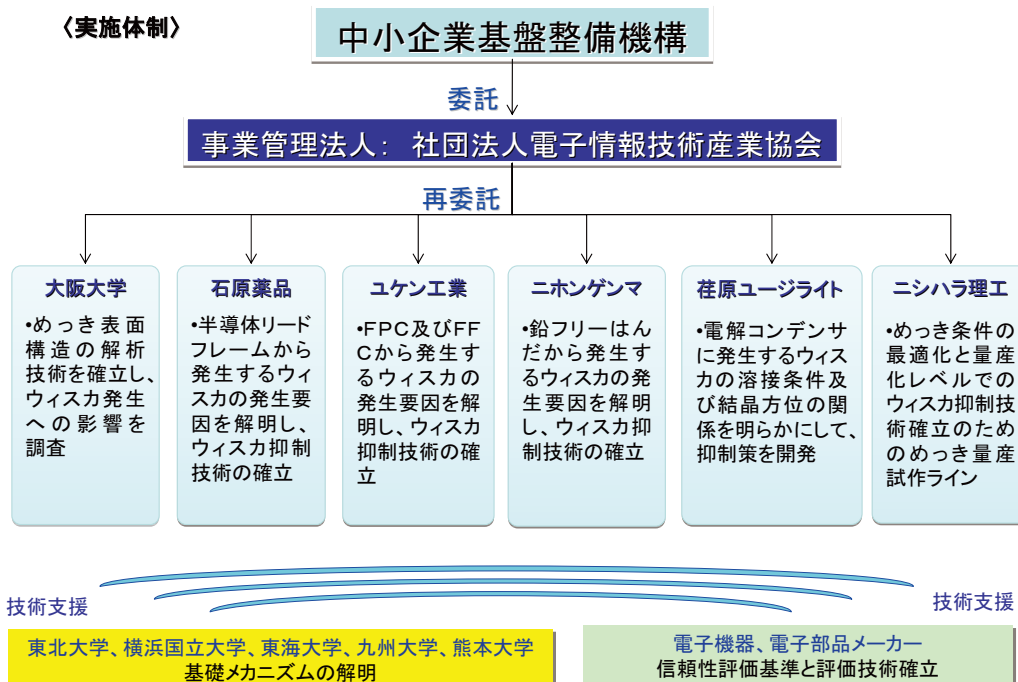 〈実施体制〉
中小企業基盤整備機構
委託
事業管理法人： 社団法人電子情報技術産業協会
再委託
大阪大学
•めっき表面
構造の解析
技術を確立し、
ウィスカ発生
への影響を
調査
石原薬品
•半導体リード
フレームから
発生するウィ
スカの発生要
因を解明し、
ウィスカ抑制
技術の確立
ユケン工業
•FPC及びFF
Cから発生す
るウィスカの
発生要因を解
明し、ウィスカ
抑制技術の確
立
ニホンゲンマ
•鉛フリーはん
だから発生す
るウィスカの発
生要因を解明
し、ウィスカ抑
制技術の確立
荏原ユージライト
•電解コンデンサ
に発生するウィス
カの溶接条件及
び結晶方位の関
係を明らかにして、
抑制策を開発
ニシハラ理工
•めっき条件の
最適化と量産
化レベルでの
ウィスカ抑制技
術確立のため
のめっき量産
試作ライン
技術支援
技術支援
東北大学、横浜国立大学、東海大学、九州大学、熊本大学
基礎メカニズムの解明
電子機器、電子部品メーカー
信頼性評価基準と評価技術確立